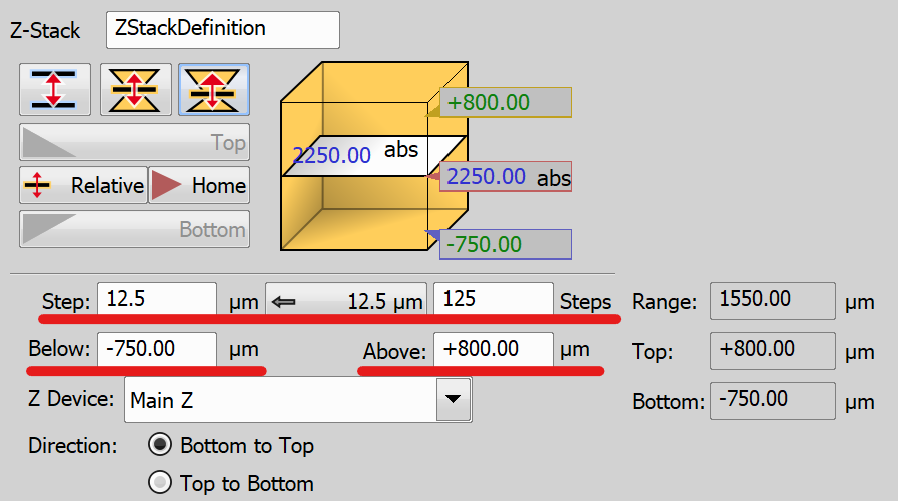 Z-Stack ZStackDefinition
Top
Relative Home
Bottom
+800.00
2250.00 abs
2250.00 abs
-750.00
Step: 12.5 µm 12.5 µm 125 Steps Range: 1550.00 µm
Below: -750.00 µm Above: +800.00 µm Top: +800.00 µm
Z Device: Main Z Bottom: -750.00 µm
Direction: Bottom to Top
Top to Bottom